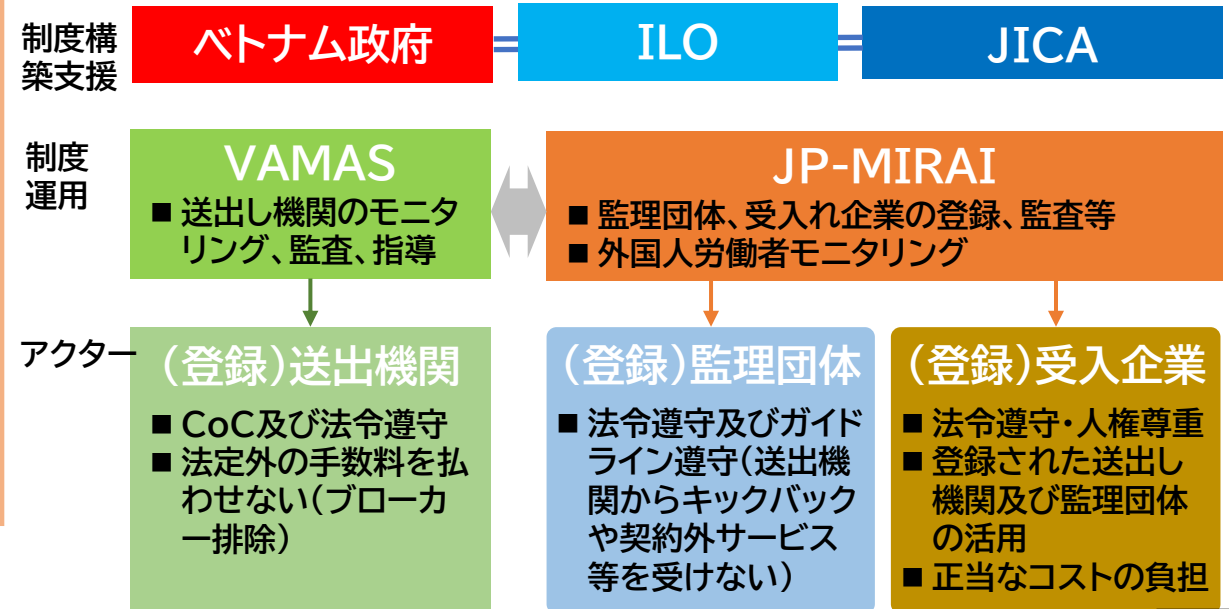 制度構
築支援
ベトナム政府
ILO
JICA
制度
運用
VAMAS
■ 送出し機関のモニタ
リング、監査、指導
JP-MIRAI
■ 監理団体、受入れ企業の登録、監査等
■ 外国人労働者モニタリング
アクター
(登録)送出機関
■ CoC及び法令遵守
■ 法定外の手数料を払
わせない(ブローカ
ー排除)
(登録)監理団体
■ 法令遵守及びガイド
ライン遵守(送出機
関からキックバック
や契約外サービス
等を受けない)
(登録)受入企業
■ 法令遵守・人権尊重
■ 登録された送出し
機関及び監理団体
の活用
■ 正当なコストの負担